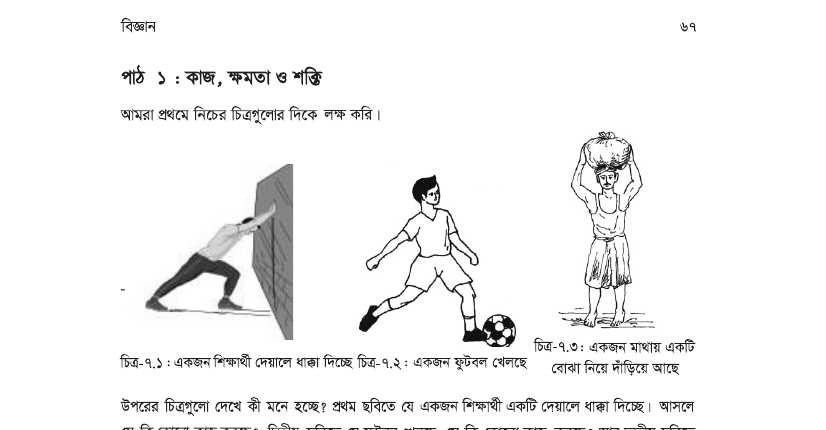 বিজ্ঞান ৬৭
পাঠ ১ : কাজ, ক্ষমতা ও শক্তি
আমরা প্রথমে নিচের চিত্রগুলোর দিকে লক্ষ করি।
চিত্র-৭.১ : একজন শিক্ষার্থী দেয়ালে ধাক্কা দিচ্ছে চিত্র-৭.২ : একজন ফুটবল খেলছে
চিত্র-৭.৩: একজন মাথায় একটি
বোঝা নিয়ে দাঁড়িয়ে আছে
উপরের চিত্রগুলো দেখে কী মনে হচ্ছে? প্রথম ছবিতে যে একজন শিক্ষার্থী একটি দেয়ালে ধাক্কা দিচ্ছে। আসলে